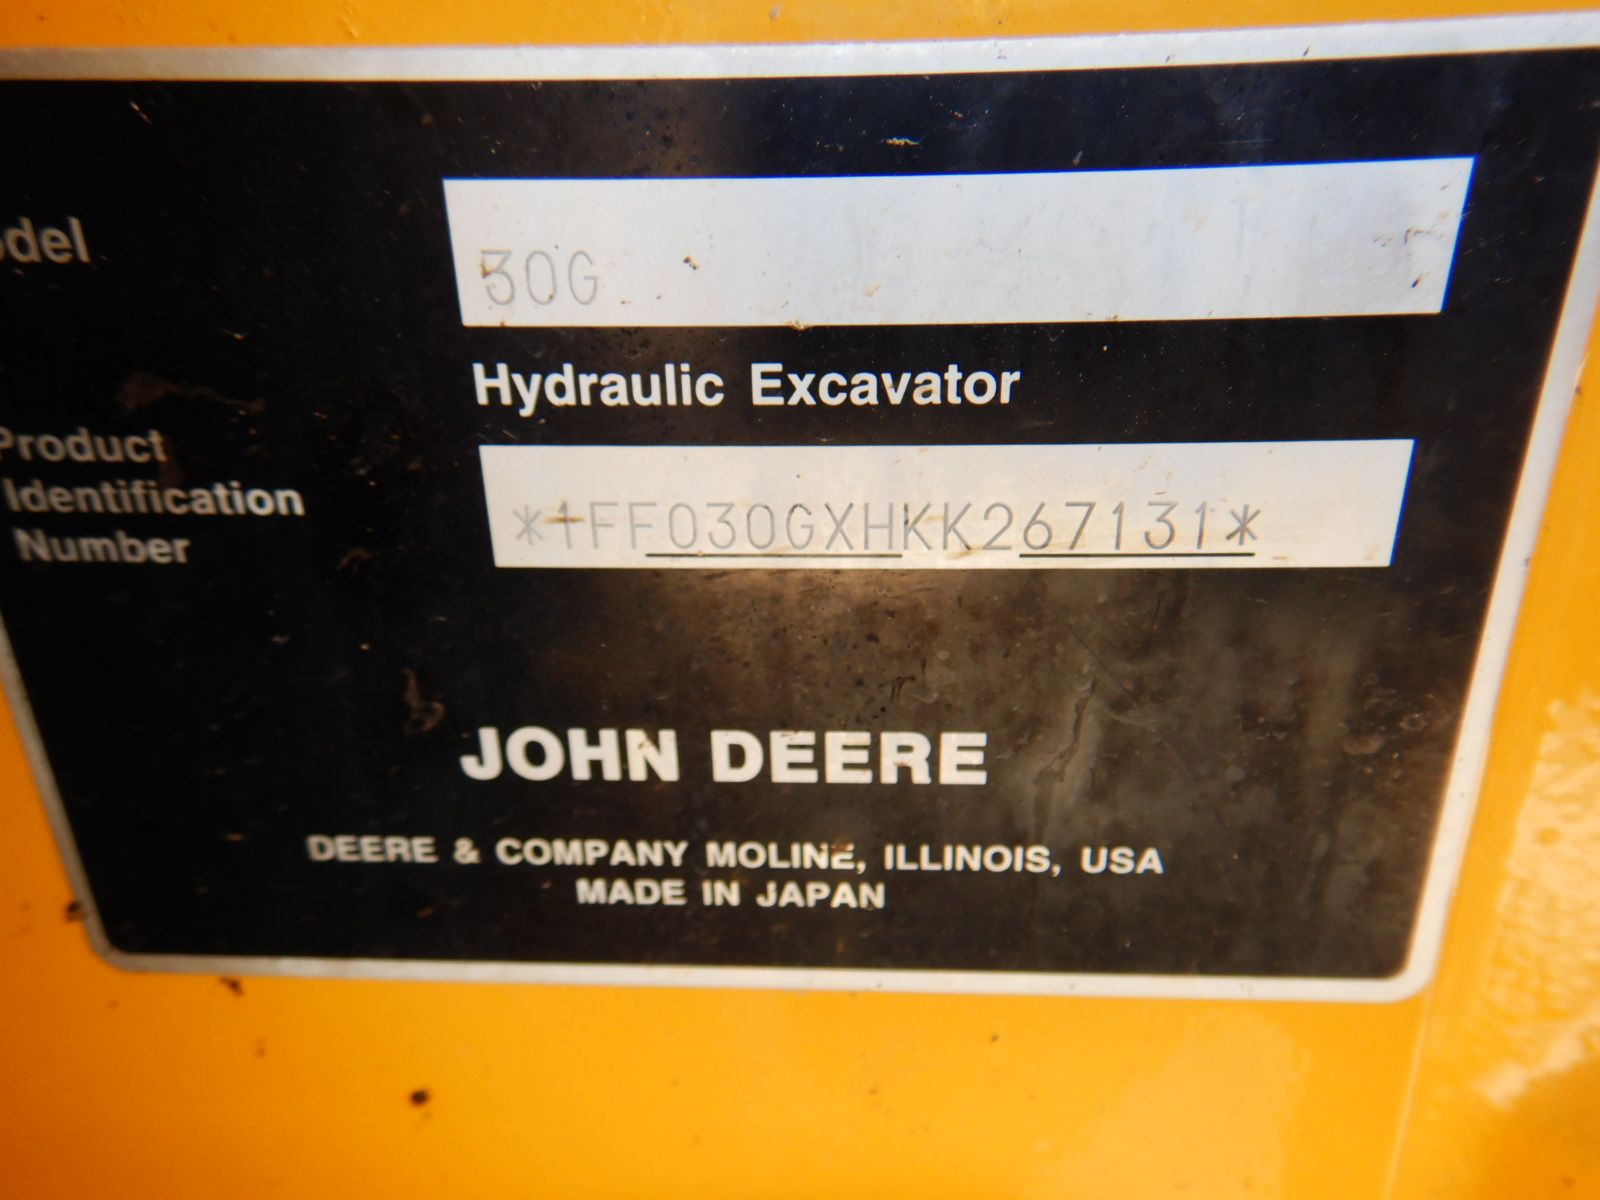 odel
30G
Hydraulic Excavator
Product
Identification
Number
*1FF030GXHKK267131*
JOHN DEERE
DEERE & COMPANY MOLINE, ILLINOIS, USA
MADE IN JAPAN